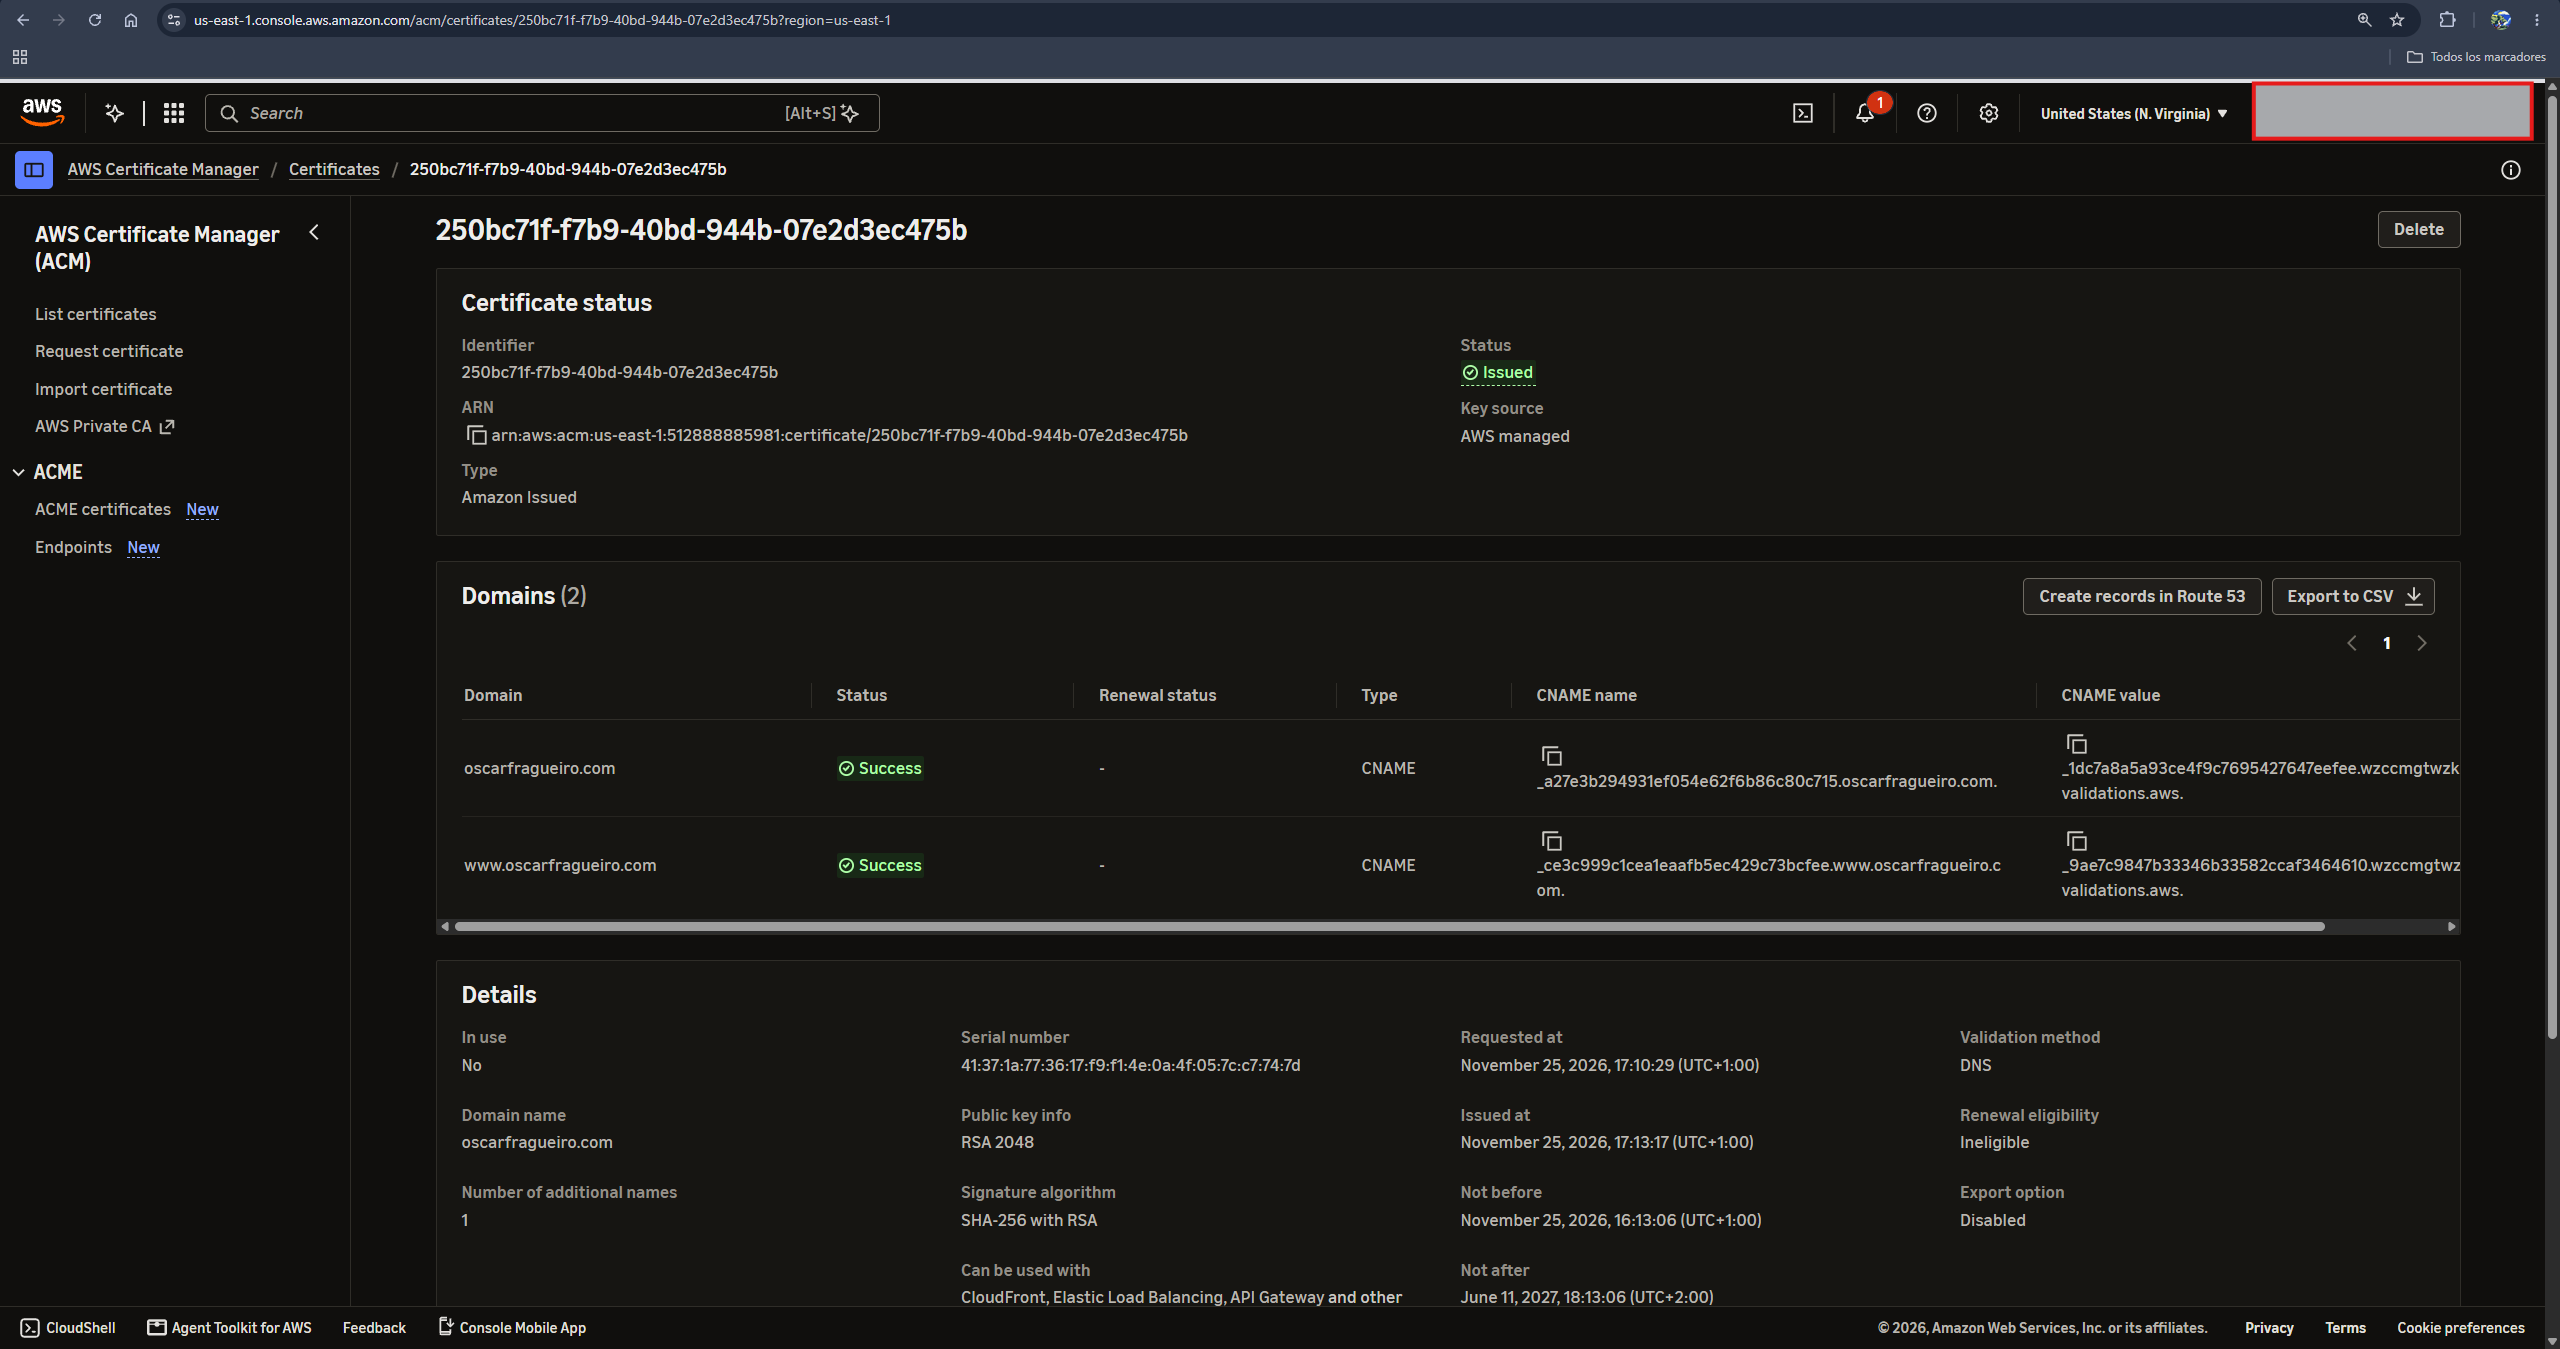 us-east-1.console.aws.amazon.com/acm/certificates/250bc71f-f7b9-40bd-944b-07e2d3ec475b?region=us-east-1
Todos los marcadores
aws
Search
[Alt+S]
1
United States (N. Virginia)
AWS Certificate Manager / Certificates / 250bc71f-f7b9-40bd-944b-07e2d3ec475b
AWS Certificate Manager
(ACM)
List certificates
Request certificate
Import certificate
AWS Private CA
ACME
ACME certificates New
Endpoints New
250bc71f-f7b9-40bd-944b-07e2d3ec475b
Delete
Certificate status
Identifier
250bc71f-f7b9-40bd-944b-07e2d3ec475b
ARN
arn:aws:acm:us-east-1:512888885981:certificate/250bc71f-f7b9-40bd-944b-07e2d3ec475b
Type
Amazon Issued
Status
Issued
Key source
AWS managed
Domains (2)
Create records in Route 53
Export to CSV
1
Domain Status Renewal status Type CNAME name CNAME value
oscarfragueiro.com Success - CNAME
_a27e3b294931ef054e62f6b86c80c715.oscarfragueiro.com.
_1dc7a8a5a93ce4f9c7695427647eefee.wzccmgtwzk
validations.aws.
www.oscarfragueiro.com Success - CNAME
_ce3c999c1cea1eaafb5ec429c73bcfee.www.oscarfragueiro.c
om.
_9ae7c9847b33346b33582ccaf3464610.wzccmgtwz
validations.aws.
Details
In use
No
Domain name
oscarfragueiro.com
Number of additional names
1
Serial number
41:37:1a:77:36:17:f9:f1:4e:0a:4f:05:7c:c7:74:7d
Public key info
RSA 2048
Signature algorithm
SHA-256 with RSA
Can be used with
CloudFront, Elastic Load Balancing, API Gateway and other
Requested at
November 25, 2026, 17:10:29 (UTC+1:00)
Issued at
November 25, 2026, 17:13:17 (UTC+1:00)
Not before
November 25, 2026, 16:13:06 (UTC+1:00)
Not after
June 11, 2027, 18:13:06 (UTC+2:00)
Validation method
DNS
Renewal eligibility
Ineligible
Export option
Disabled
CloudShell
Agent Toolkit for AWS
Feedback
Console Mobile App
© 2026, Amazon Web Services, Inc. or its affiliates.
Privacy
Terms
Cookie preferences